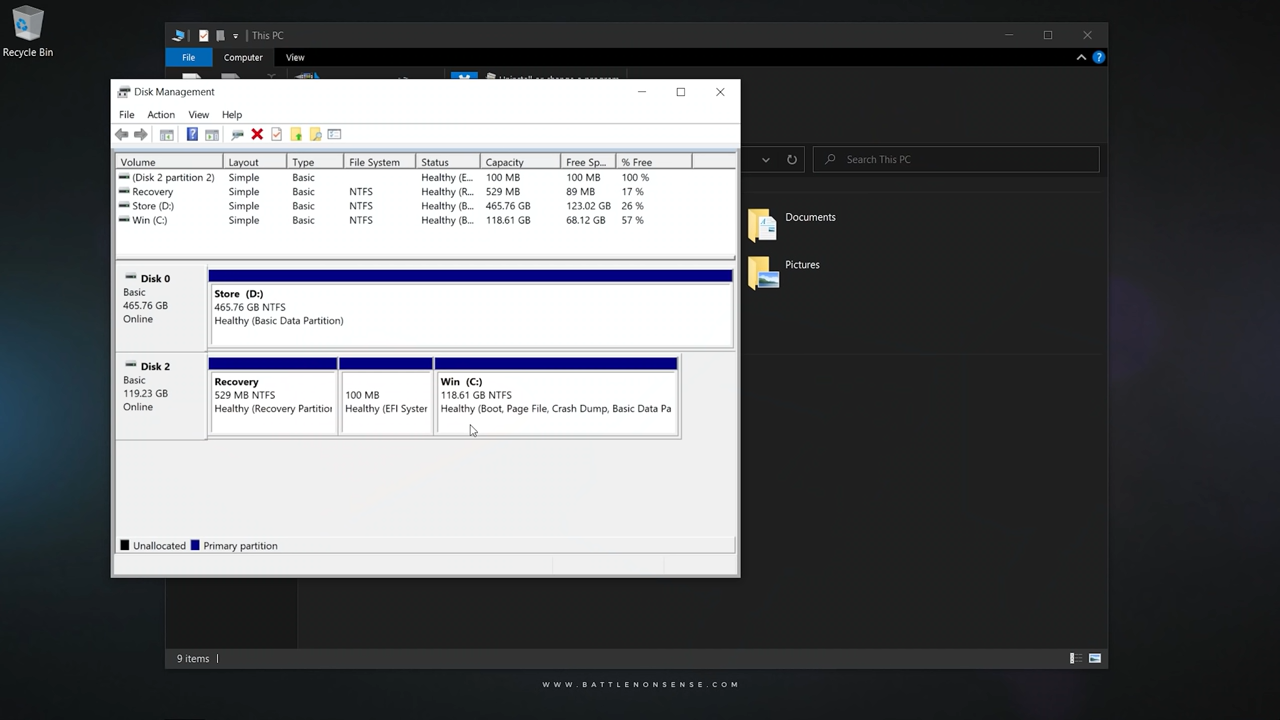 Recycle Bin
This PC
File Computer View
Uninstall or change a program
Disk Management
File Action View Help
Search This PC
Volume Layout Type File System Status Capacity Free Sp... % Free
(Disk 2 partition 2) Simple Basic Healthy (E... 100 MB 100 MB 100 %
Recovery Simple Basic NTFS Healthy (R... 529 MB 89 MB 17 %
Store (D:) Simple Basic NTFS Healthy (B... 465.76 GB 123.02 GB 26 %
Win (C:) Simple Basic NTFS Healthy (B... 118.61 GB 68.12 GB 57 %
Documents
Pictures
Disk 0
Basic
465.76 GB
Online
Store (D:)
465.76 GB NTFS
Healthy (Basic Data Partition)
Disk 2
Basic
119.23 GB
Online
Recovery
529 MB NTFS
Healthy (Recovery Partitior
100 MB
Healthy (EFI Syster
Win (C:)
118.61 GB NTFS
Healthy (Boot, Page File, Crash Dump, Basic Data Pa
Unallocated Primary partition
9 items
WWW.BATTLENONSENSE.COM